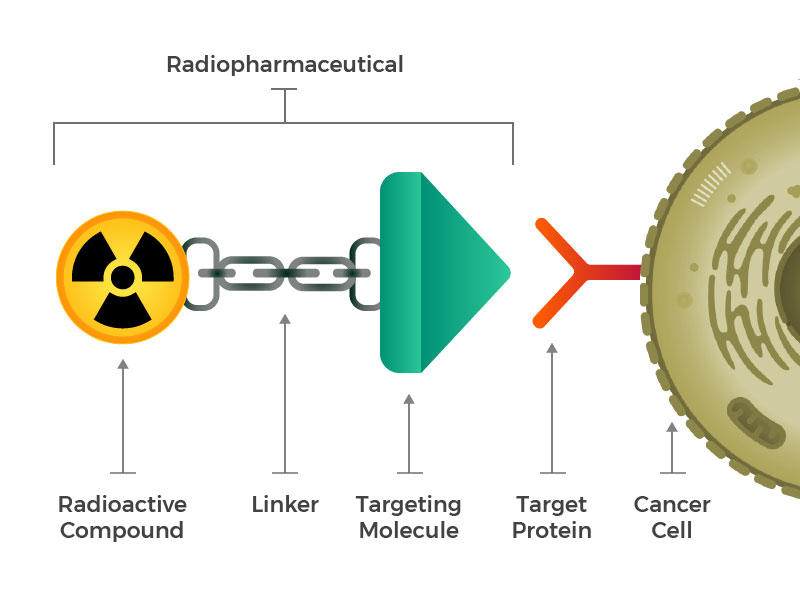 Radiopharmaceutical
Radioactive
Compound
Linker
Targeting
Molecule
Target
Protein
Cancer
Cell